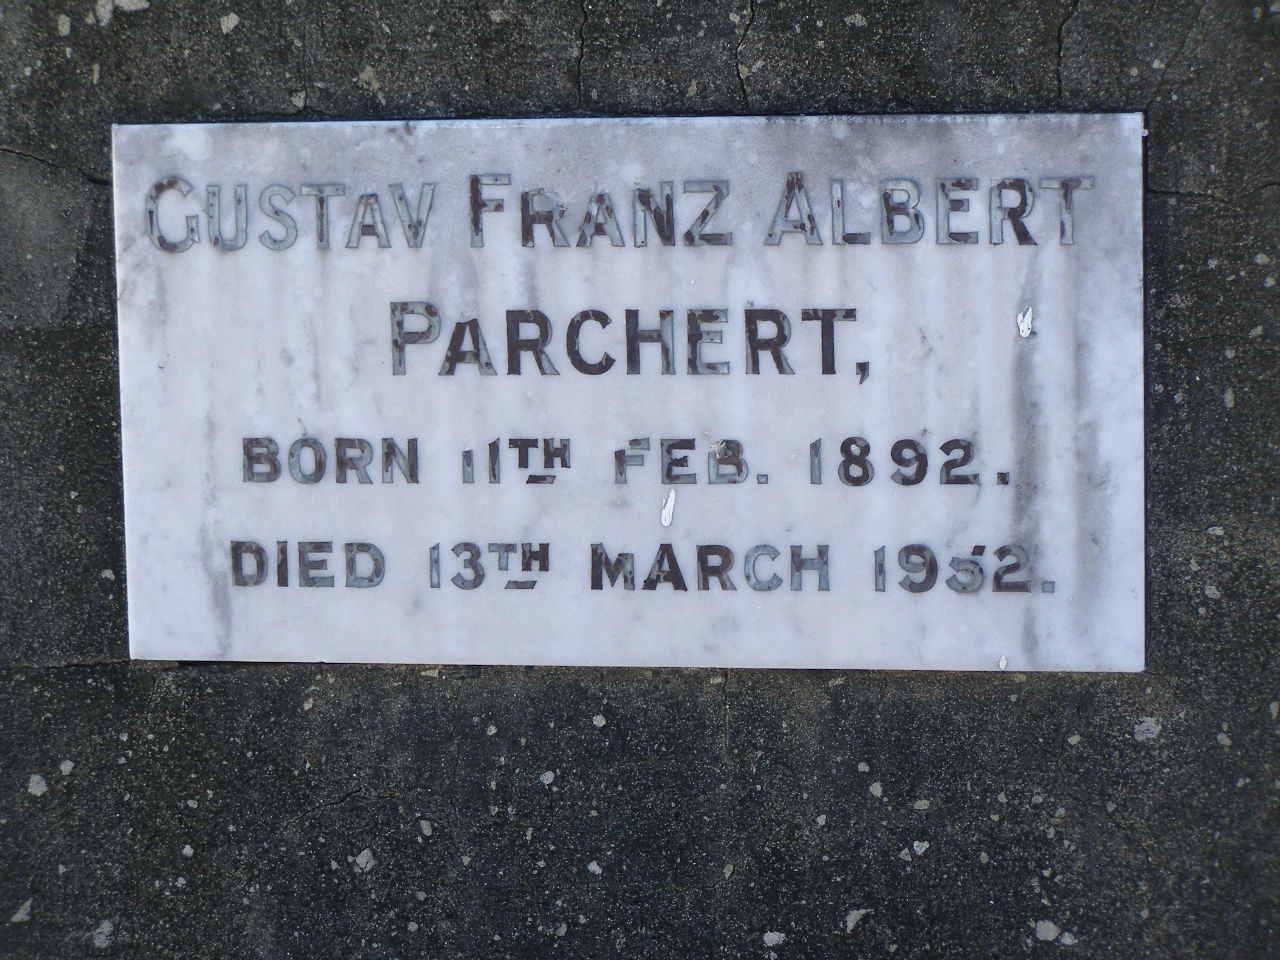 GUSTAV FRANZ ALBERT
PARCHERT,
BORN 11TH FEB. 1892.
DIED 13TH MARCH 1952.